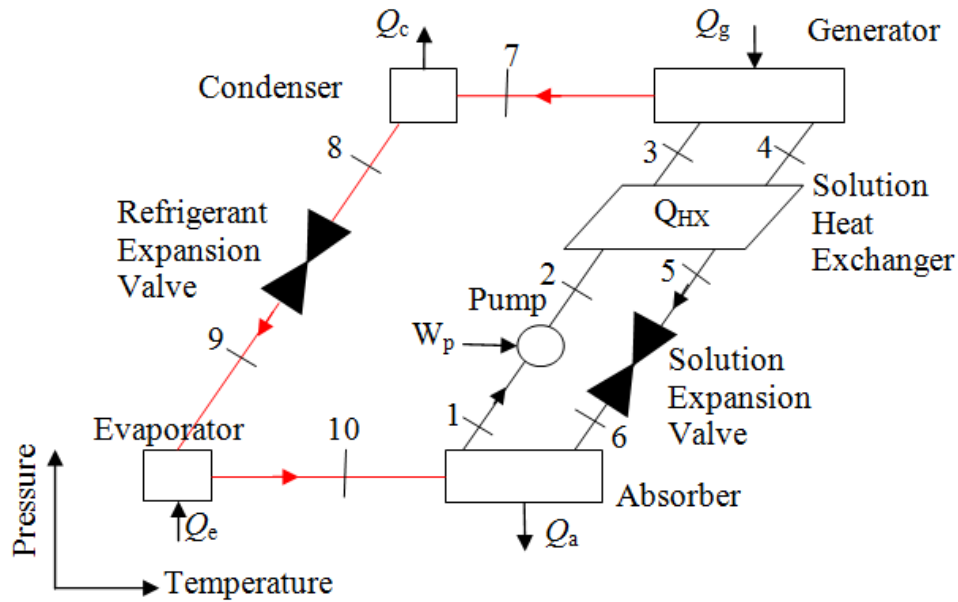 Qc
7
Qg
Generator
Condenser
8
3
4
Refrigerant
Expansion
Valve
QHX
Solution
Heat
Exchanger
2
5
Pump
9
Wp
Solution
Expansion
Valve
Evaporator
10
1
6
Absorber
Qe
Qa
Pressure
Temperature